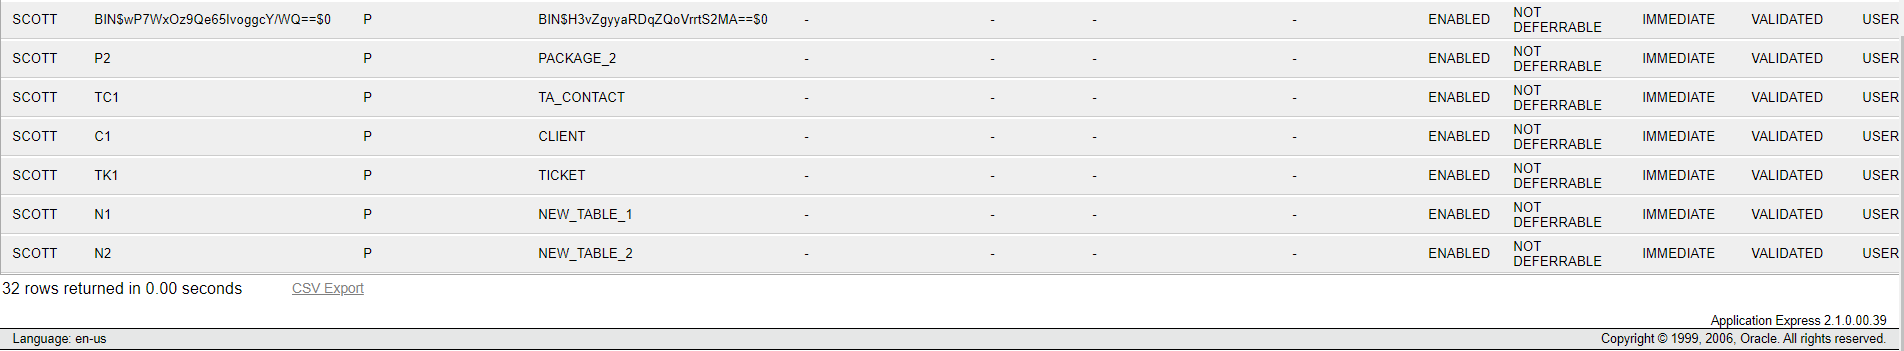 SCOTT BIN$wP7WxOz9Qe65IvoggcY/WQ==$0 P BIN$H3vZgyyaRDqZQoVrrtS2MA==$0 - - - - ENABLED NOT DEFERRABLE IMMEDIATE VALIDATED USER
SCOTT P2 P PACKAGE_2 - - - - ENABLED NOT DEFERRABLE IMMEDIATE VALIDATED USER
SCOTT TC1 P TA_CONTACT - - - - ENABLED NOT DEFERRABLE IMMEDIATE VALIDATED USER
SCOTT C1 P CLIENT - - - - ENABLED NOT DEFERRABLE IMMEDIATE VALIDATED USER
SCOTT TK1 P TICKET - - - - ENABLED NOT DEFERRABLE IMMEDIATE VALIDATED USER
SCOTT N1 P NEW_TABLE_1 - - - - ENABLED NOT DEFERRABLE IMMEDIATE VALIDATED USER
SCOTT N2 P NEW_TABLE_2 - - - - ENABLED NOT DEFERRABLE IMMEDIATE VALIDATED USER
32 rows returned in 0.00 seconds CSV Export
Application Express 2.1.0.00.39
Language: en-us Copyright © 1999, 2006, Oracle. All rights reserved.